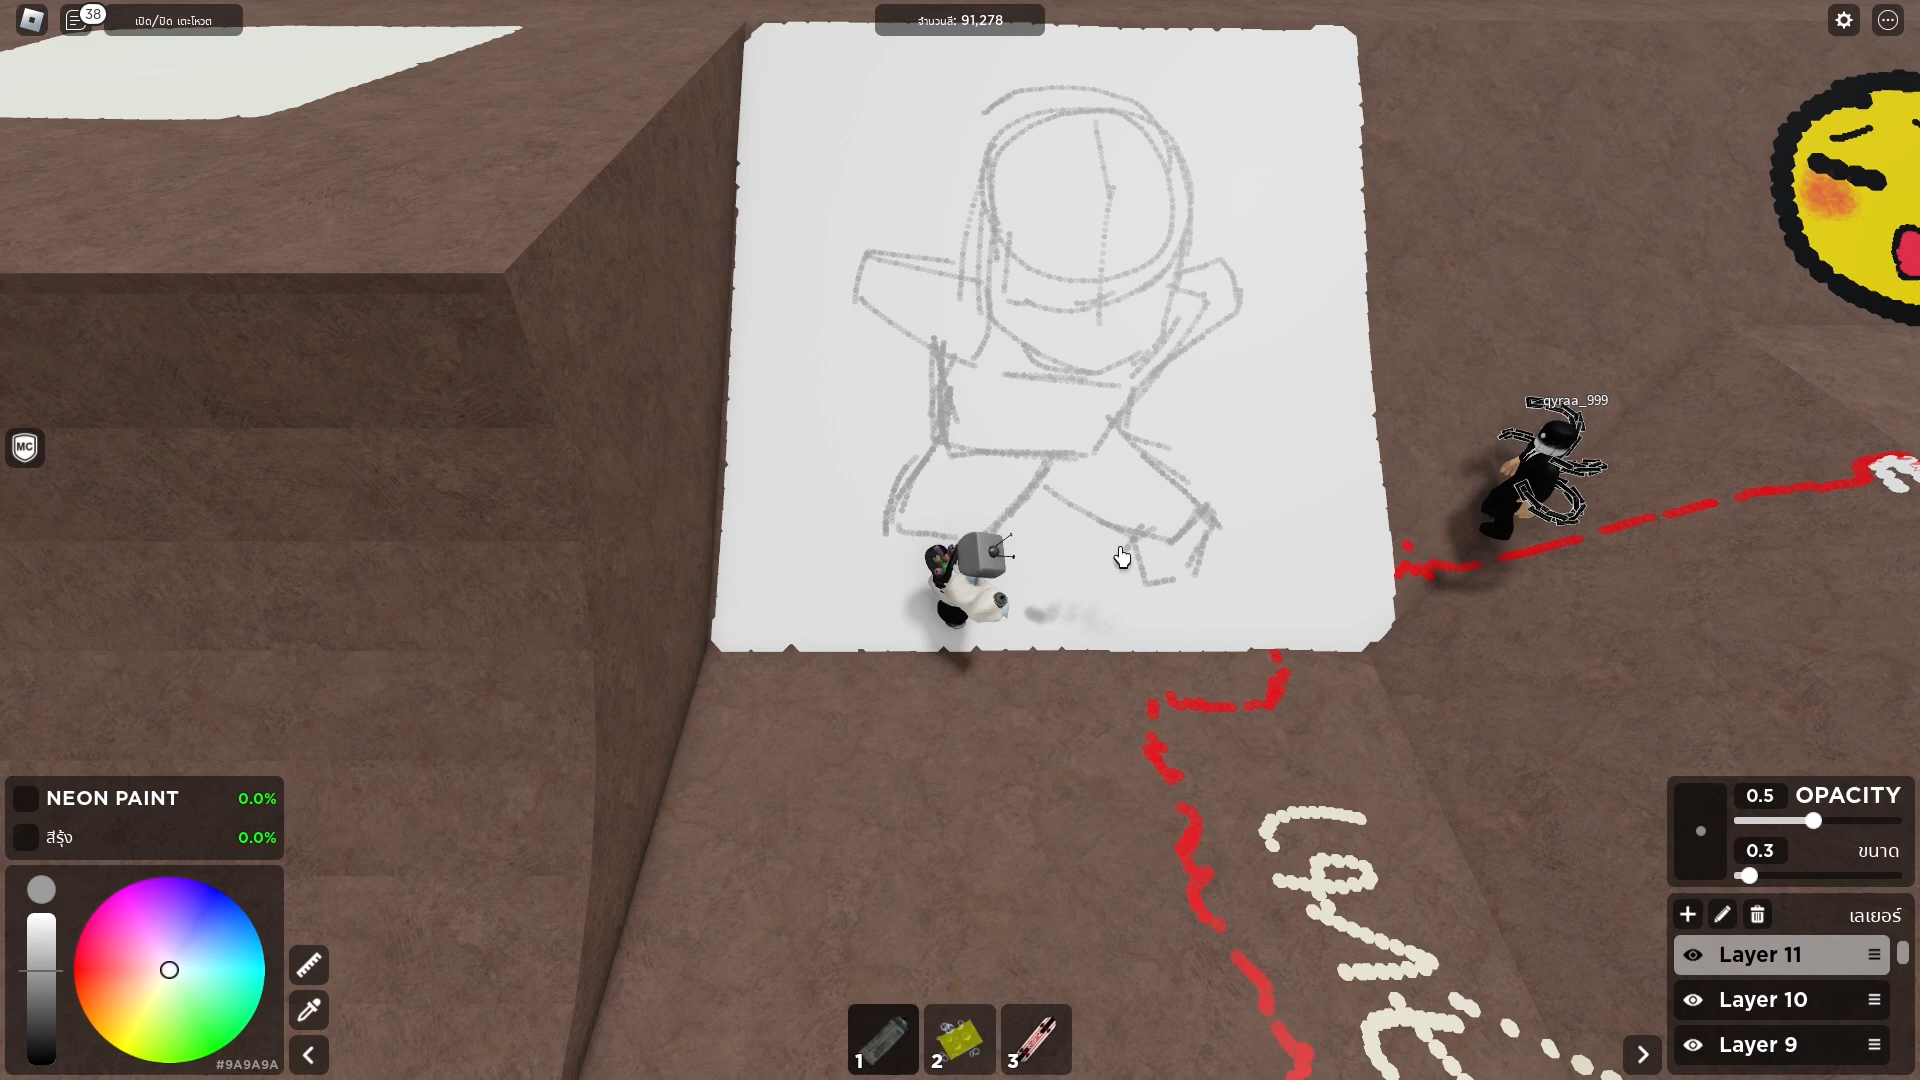 38
เปิด/ปิด เตะโหวต
จำนวนสี: 91,278
MC
qyraa_999
NEON PAINT 0.0%
สีรุ้ง 0.0%
#9A9A9A
1
2
3
0.5 OPACITY
0.3 ขนาด
เลเยอร์
Layer 11
Layer 10
Layer 9